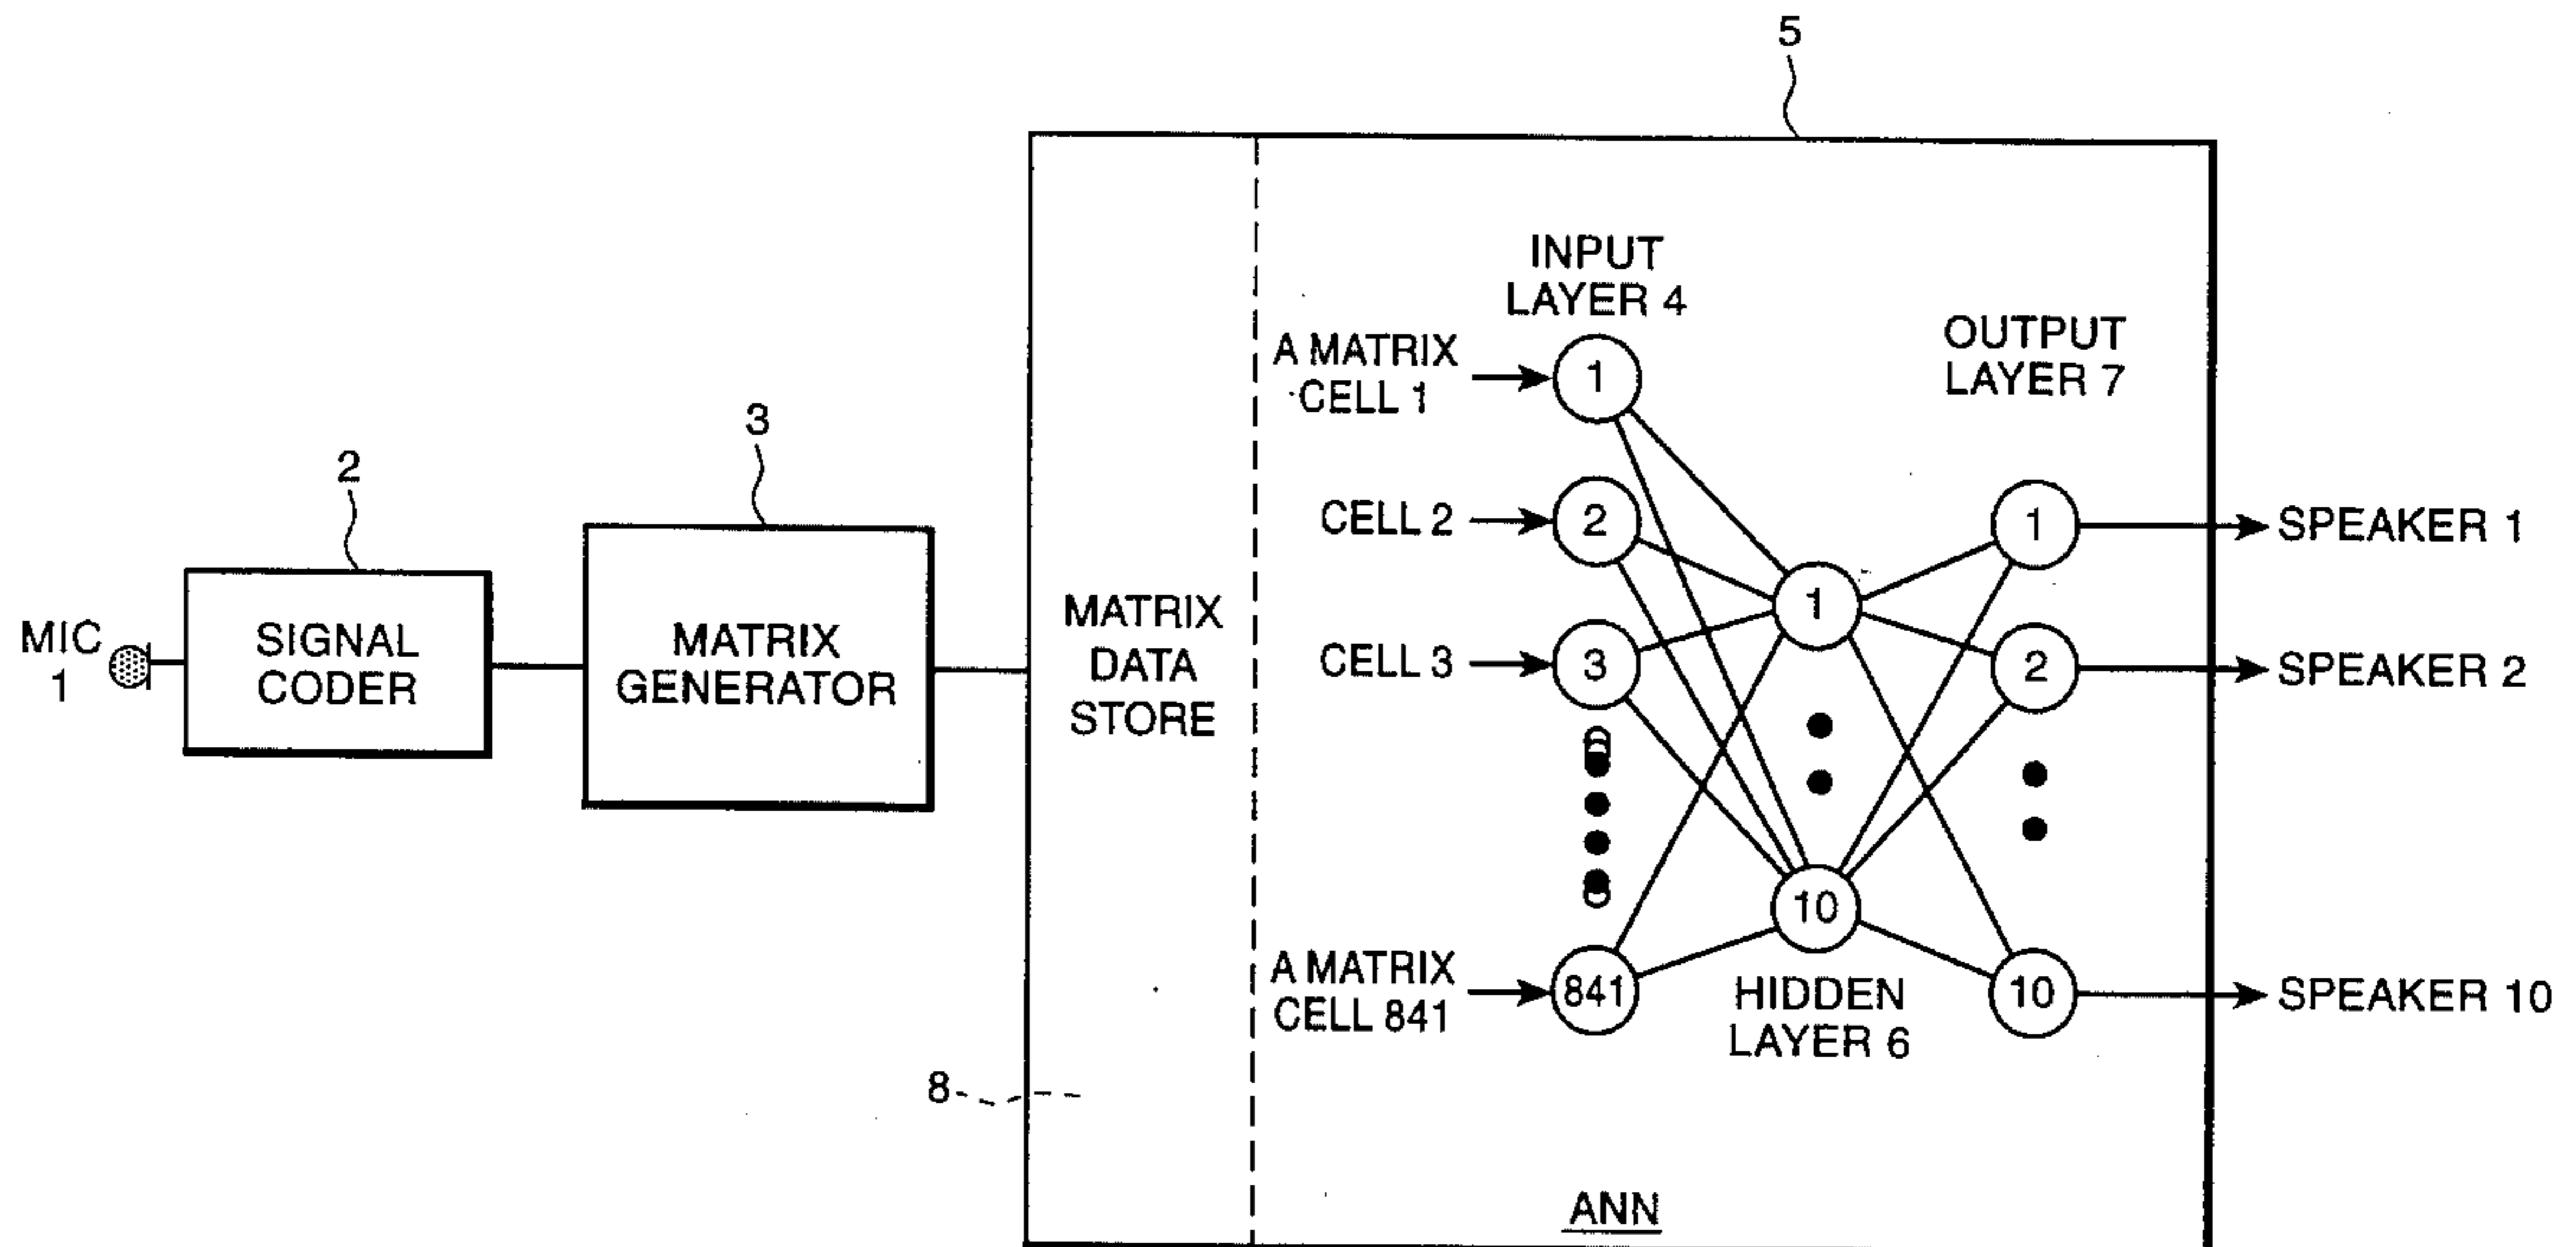 5
INPUT
LAYER 4
OUTPUT
LAYER 7
A MATRIX
CELL 1
1
3
2
CELL 2
2
1
SPEAKER 1
1
MIC
1
SIGNAL
CODER
MATRIX
GENERATOR
MATRIX
DATA
STORE
CELL 3
3
2
SPEAKER 2
10
A MATRIX
CELL 841
841
HIDDEN
LAYER 6
10
SPEAKER 10
8
ANN